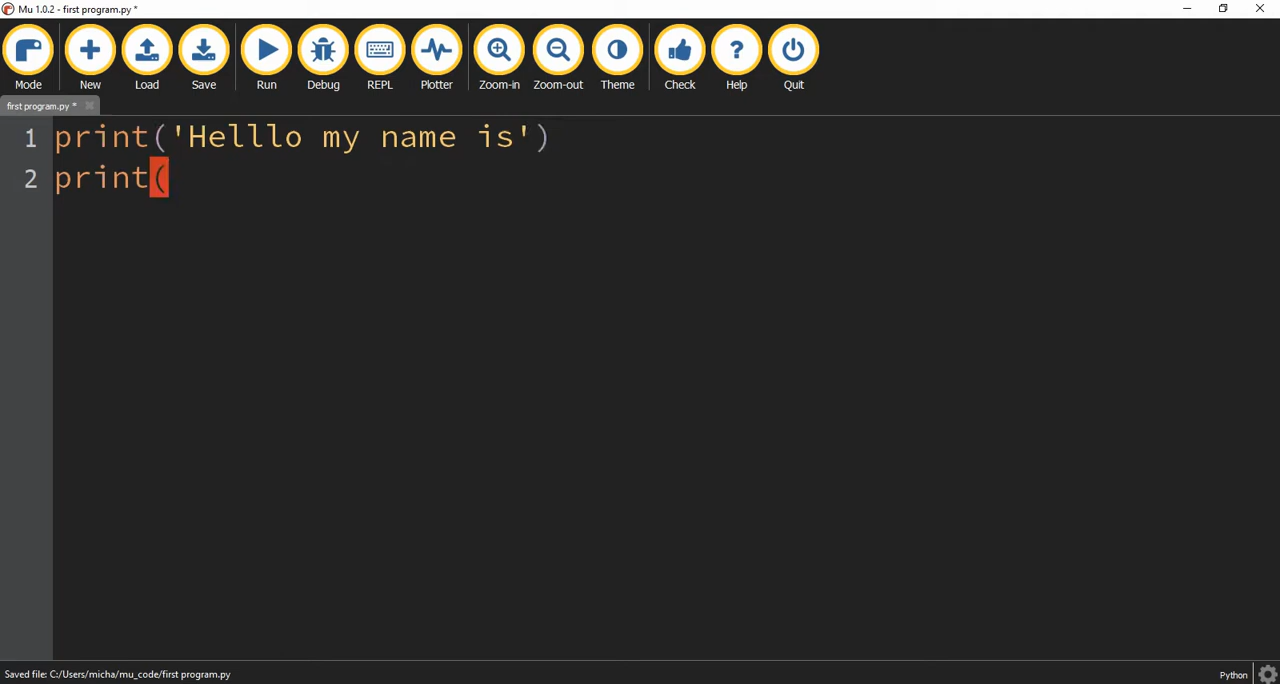 Mu 1.0.2 - first program.py *
Mode New Load Save Run Debug REPL Plotter Zoom-in Zoom-out Theme Check Help Quit
first program.py *
1 print('Helllo my name is')
2 print(
Saved file: C:/Users/micha/mu_code/first program.py Python